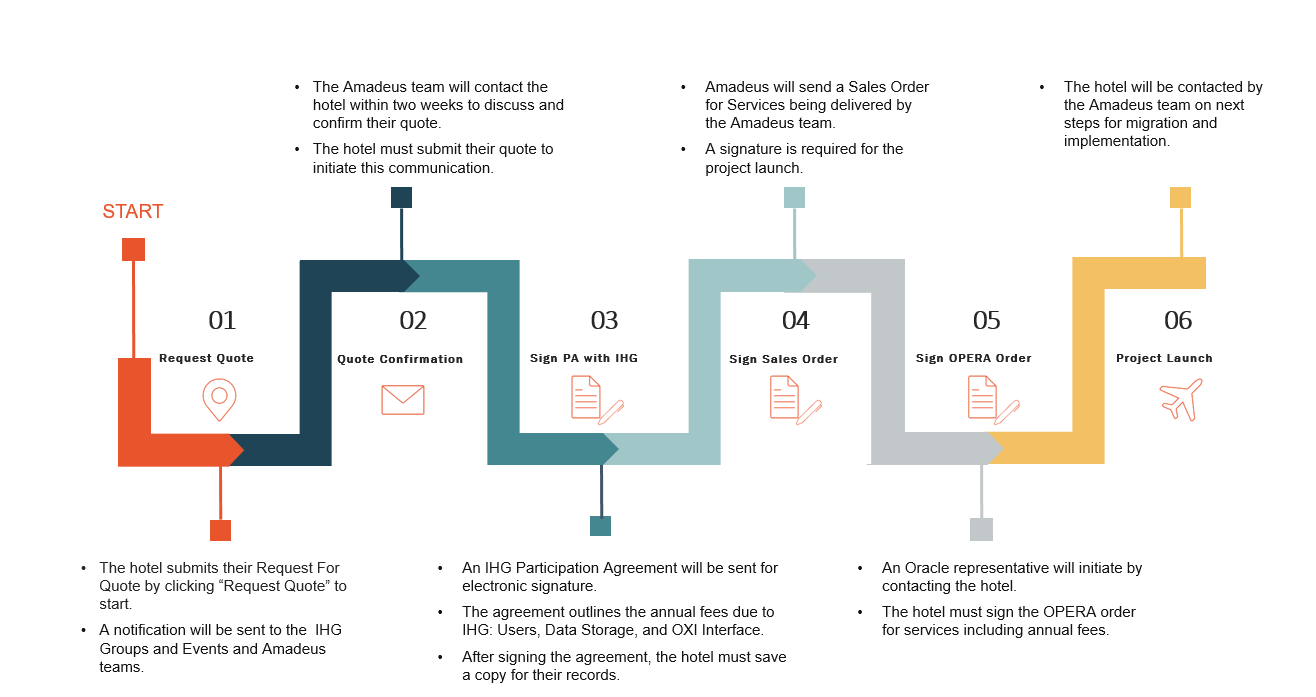 • The Amadeus team will contact the
hotel within two weeks to discuss and
confirm their quote.
• The hotel must submit their quote to
initiate this communication.
• Amadeus will send a Sales Order
for Services being delivered by
the Amadeus team.
• A signature is required for the
project launch.
• The hotel will be contacted by
the Amadeus team on next
steps for migration and
implementation.
START
01
Request Quote
02
Quote Confirmation
03
Sign PA with IHG
04
Sign Sales Order
05
Sign OPERA Order
06
Project Launch
• The hotel submits their Request For
Quote by clicking “Request Quote” to
start.
• A notification will be sent to the  IHG
Groups and Events and Amadeus
teams.
• An IHG Participation Agreement will be sent for
electronic signature.
• The agreement outlines the annual fees due to
IHG: Users, Data Storage, and OXI Interface.
• After signing the agreement, the hotel must save
a copy for their records.
• An Oracle representative will initiate by
contacting the hotel.
• The hotel must sign the OPERA order
for services including annual fees.